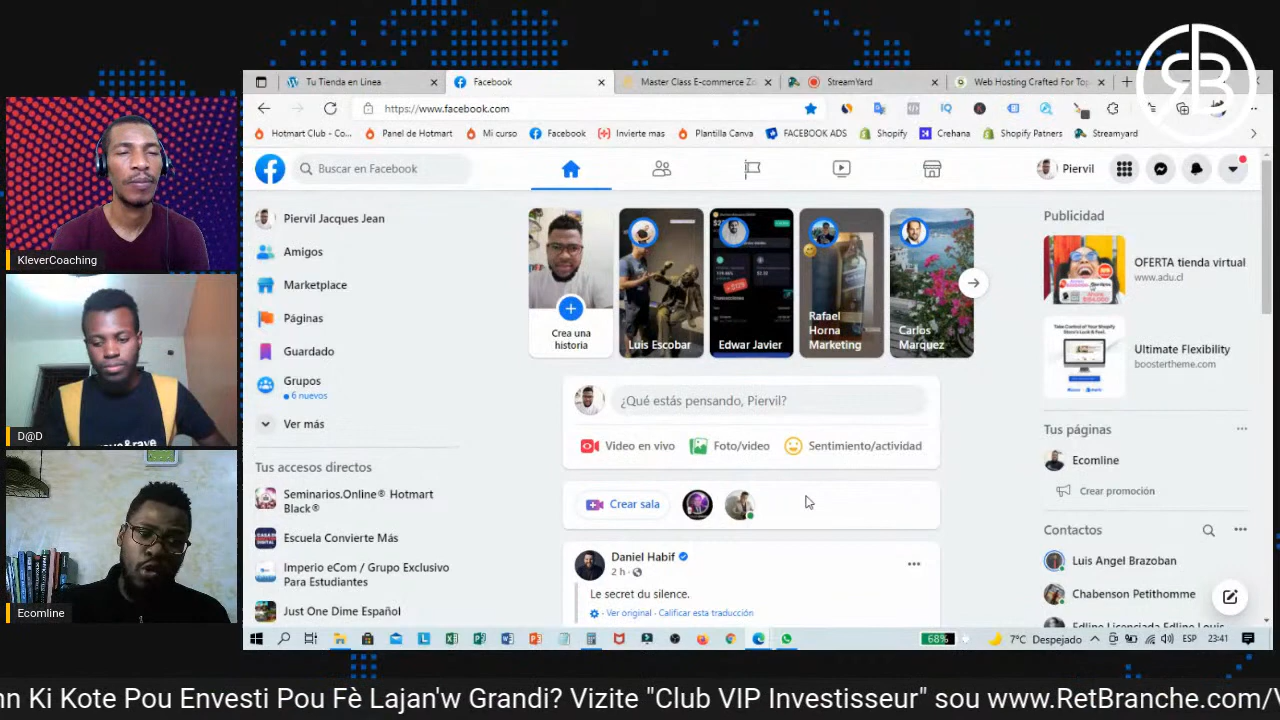 Tu Tienda en Linea
Facebook
Master Class E-commerce Z
StreamYard
Web Hosting Crafted For To
https://www.facebook.com
Hotmart Club - Co...
Panel de Hotmart
Mi curso
Facebook
Invierte mas
Plantilla Canva
FACEBOOK ADS
Shopify
Crehana
Shopify Patners
Streamyard
Buscar en Facebook
Piervil
KleverCoaching
D@D
Ecomline
Piervil Jacques Jean
Amigos
Marketplace
Páginas
Guardado
Grupos
6 nuevos
Ver más
Tus accesos directos
Seminarios.Online® Hotmart
Black®
Escuela Convierte Más
Imperio eCom / Grupo Exclusivo
Para Estudiantes
Just One Dime Español
Crea una
historia
Luis Escobar
Edwar Javier
Rafael
Horna
Marketing
Carlos
Marquez
¿Qué estás pensando, Piervil?
Video en vivo
Foto/video
Sentimiento/actividad
Crear sala
Daniel Habif
2 h
Le secret du silence.
Ver original · Calificar esta traducción
Publicidad
OFERTA tienda virtual
www.adu.cl
Ultimate Flexibility
boostertheme.com
Tus páginas
Ecomline
Crear promoción
Contactos
Luis Angel Brazoban
Chabenson Petithomme
Edline Licenciada Edline Louis
68%
7°C Despejado
ESP
23:41
nn Ki Kote Pou Envesti Pou Fè Lajan'w Grandi? Vizite "Club VIP Investisseur" sou www.RetBranche.com/V